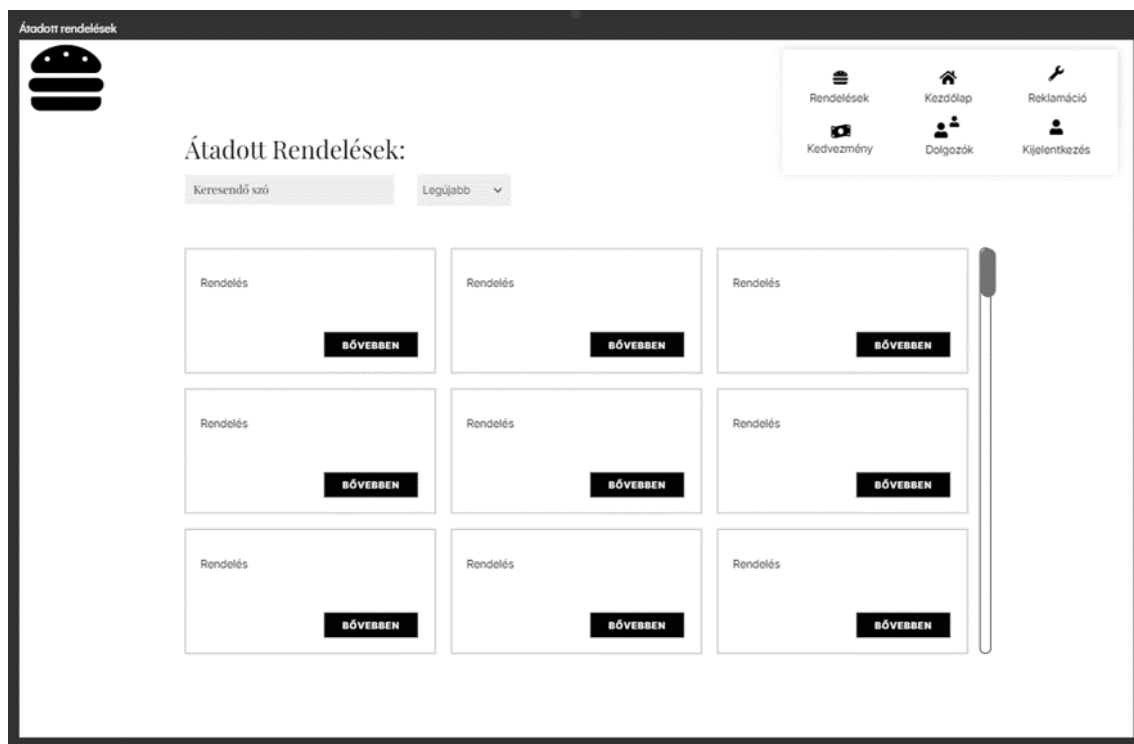 Átadott rendelések
Rendelések Kezdőlap Reklamáció
Kedvezmény Dolgozók Kijelentkezés
Átadott Rendelések:
Keresendő szó Legújabb
Rendelés Rendelés Rendelés
BŐVEBBEN BŐVEBBEN BŐVEBBEN
Rendelés Rendelés Rendelés
BŐVEBBEN BŐVEBBEN BŐVEBBEN
Rendelés Rendelés Rendelés
BŐVEBBEN BŐVEBBEN BŐVEBBEN